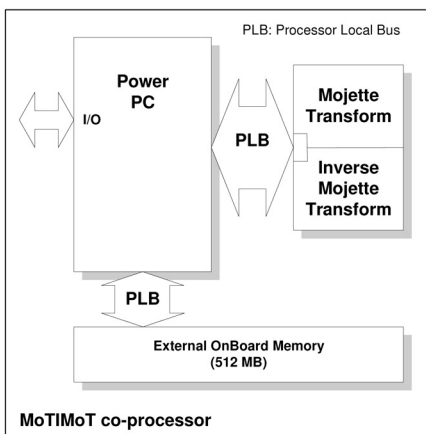 PLB: Processor Local Bus
Power
PC
I/O
PLB
Mojette
Transform
Inverse
Mojette
Transform
PLB
External OnBoard Memory
(512 MB)
MoTIMoT co-processor